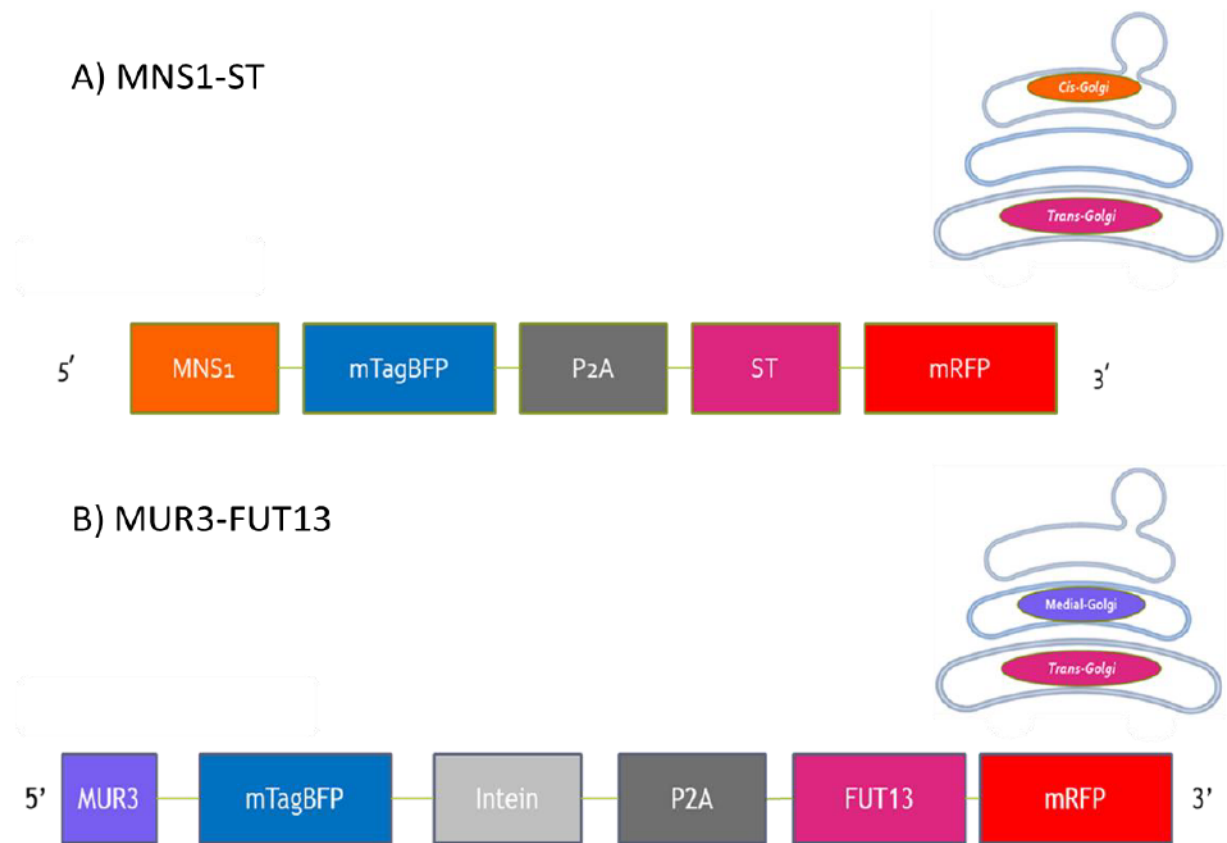 A) MNS1-ST
Cis-Golgi
Trans-Golgi
5' MNS1 mTagBFP P2A ST mRFP 3'
B) MUR3-FUT13
Medial-Golgi
Trans-Golgi
5' MUR3 mTagBFP Intein P2A FUT13 mRFP 3'